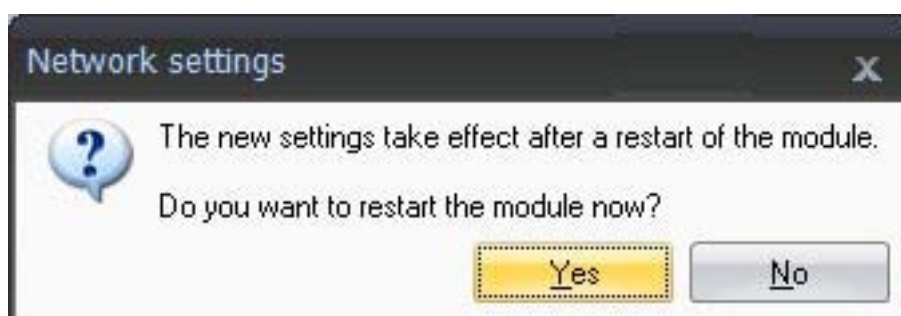 Network settings
x
?
The new settings take effect after a restart of the module.
Do you want to restart the module now?
Yes
No